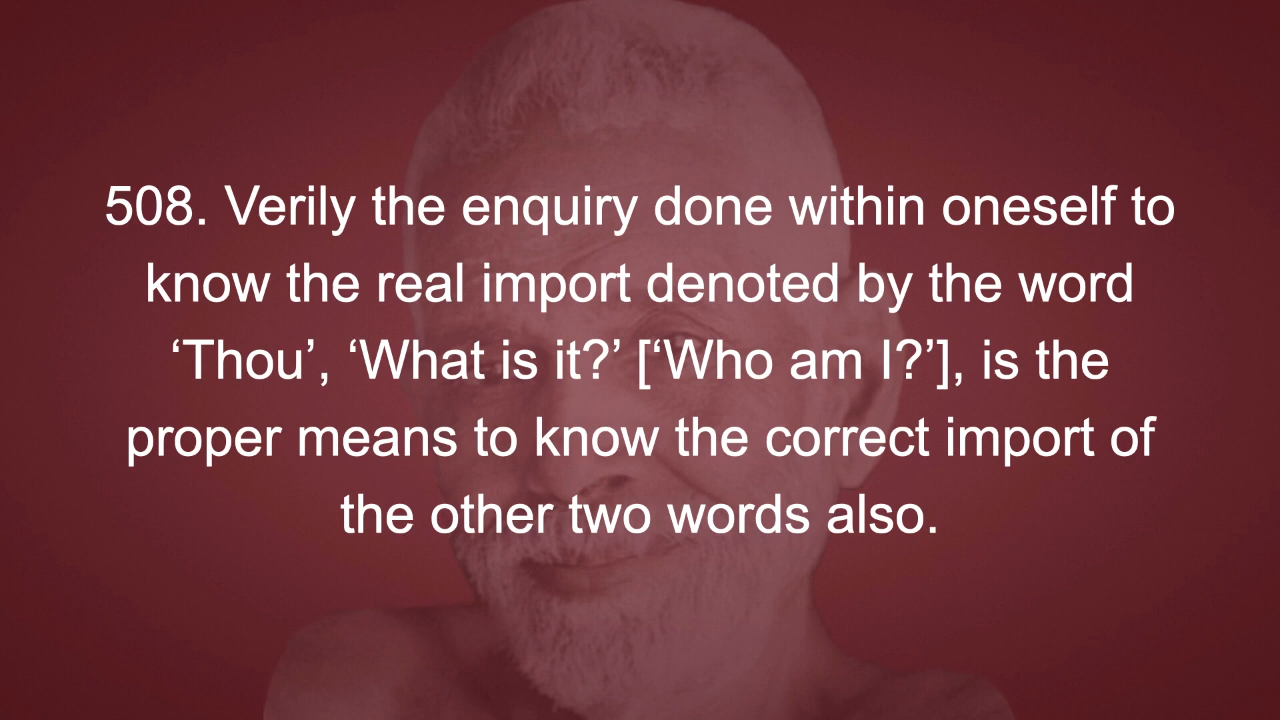 508. Verily the enquiry done within oneself to
know the real import denoted by the word
‘Thou’, ‘What is it?’ [‘Who am I?’], is the
proper means to know the correct import of
the other two words also.